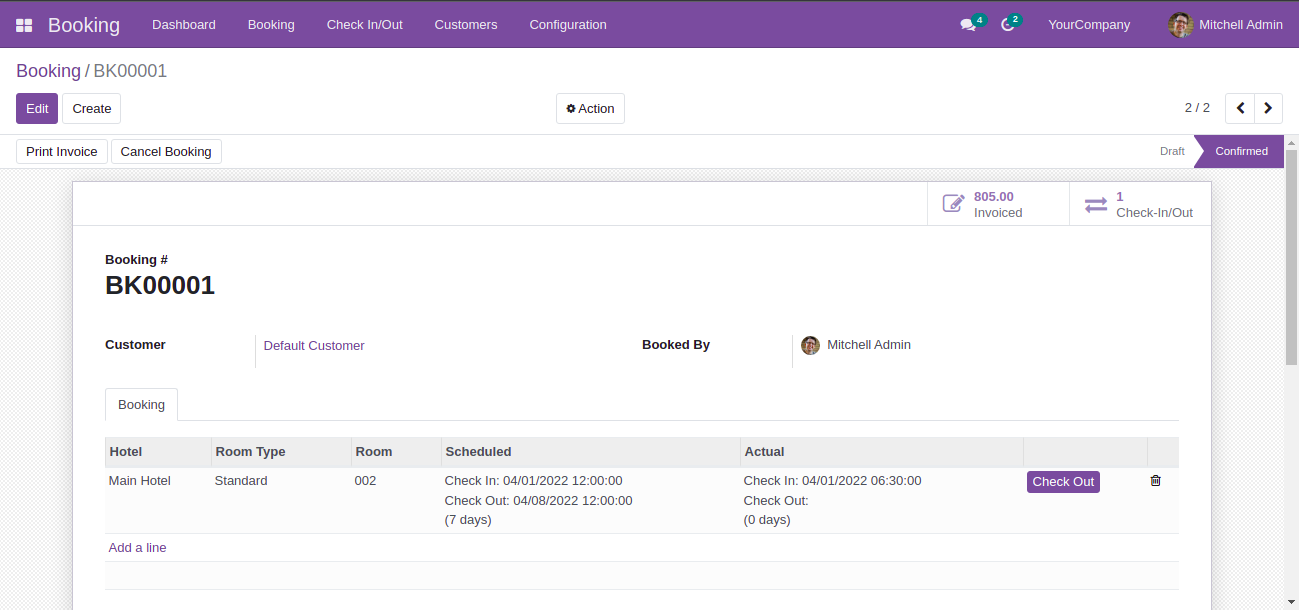 Booking Dashboard Booking Check In/Out Customers Configuration 4 2 YourCompany Mitchell Admin
Booking / BK00001
Edit Create Action 2 / 2
Print Invoice Cancel Booking Draft Confirmed
805.00 1
Invoiced Check-In/Out
Booking #
BK00001
Customer Default Customer Booked By Mitchell Admin
Booking
Hotel Room Type Room Scheduled Actual
Main Hotel Standard 002 Check In: 04/01/2022 12:00:00 Check In: 04/01/2022 06:30:00 Check Out
Check Out: 04/08/2022 12:00:00 Check Out:
(7 days) (0 days)
Add a line